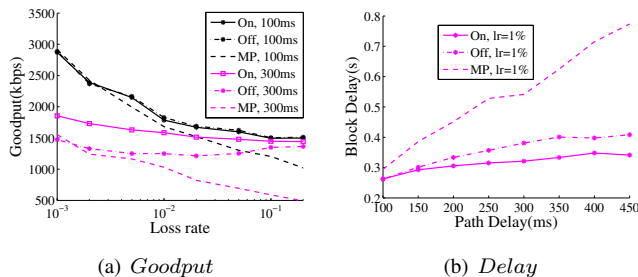 Goodput(kbps)
3500
3000
2500
2000
1500
1000
500
10⁻³
10⁻²
10⁻¹
Loss rate
On, 100ms
Off, 100ms
MP, 100ms
On, 300ms
Off, 300ms
MP, 300ms
(a) Goodput
Block Delay(s)
0.8
0.7
0.6
0.5
0.4
0.3
0.2
100 150 200 250 300 350 400 450
Path Delay(ms)
On, lr=1%
Off, lr=1%
MP, lr=1%
(b) Delay